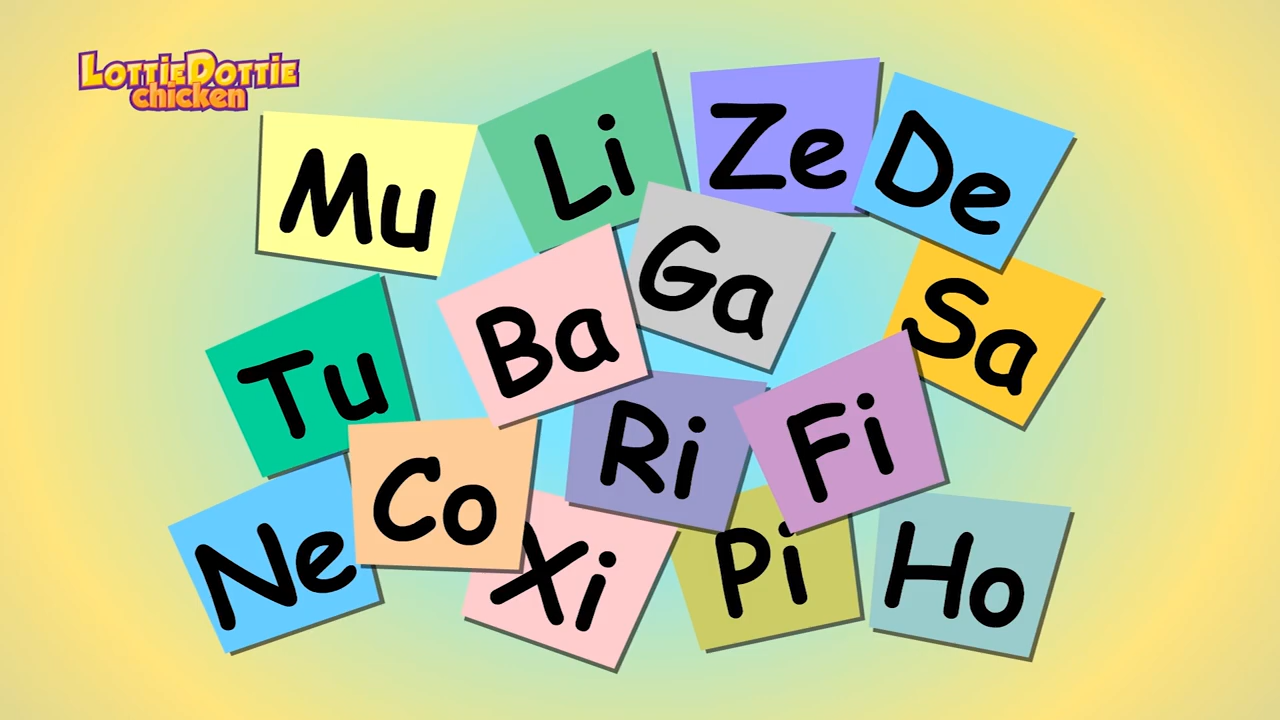 LottieDottie
chicken
Mu
Li
Ze
De
Ga
Sa
Ba
Tu
Ri
Fi
Co
Ne
Xi
Pi
Ho